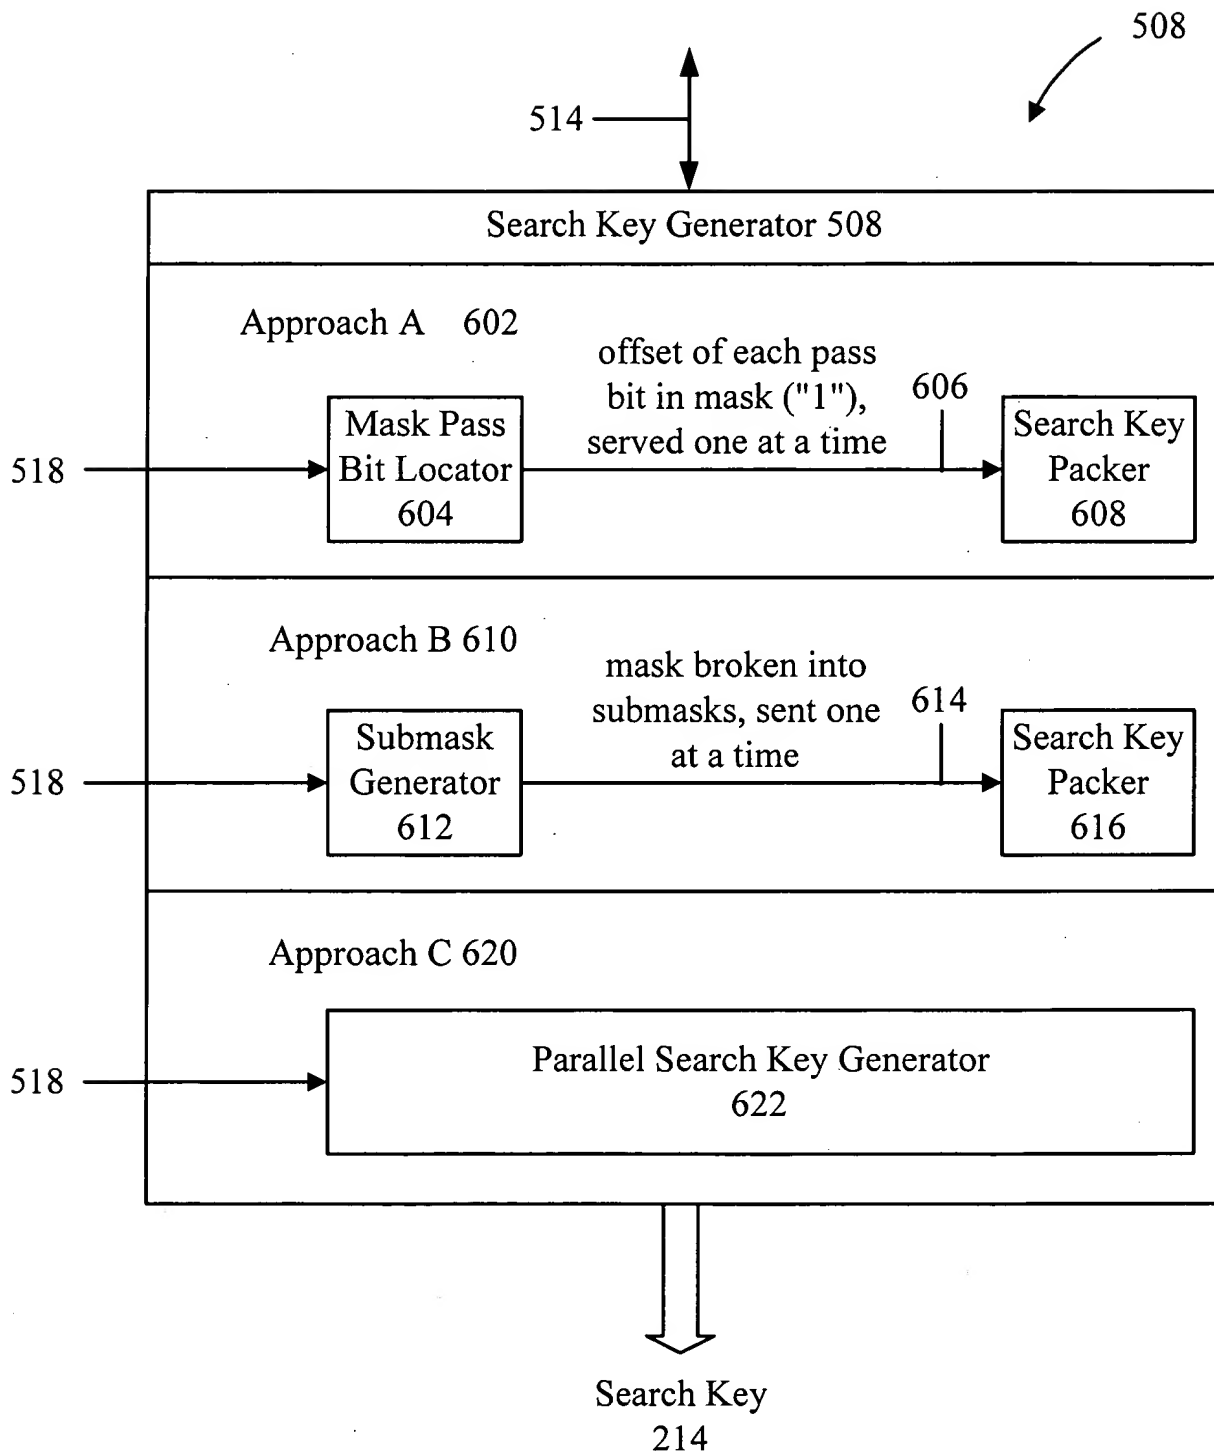 508
514
Search Key Generator 508
Approach A 602
offset of each pass
bit in mask ("1"),
served one at a time
606
Mask Pass
Bit Locator
604
Search Key
Packer
608
518
Approach B 610
mask broken into
submasks, sent one
at a time
614
Submask
Generator
612
Search Key
Packer
616
518
Approach C 620
Parallel Search Key Generator
622
518
Search Key
214